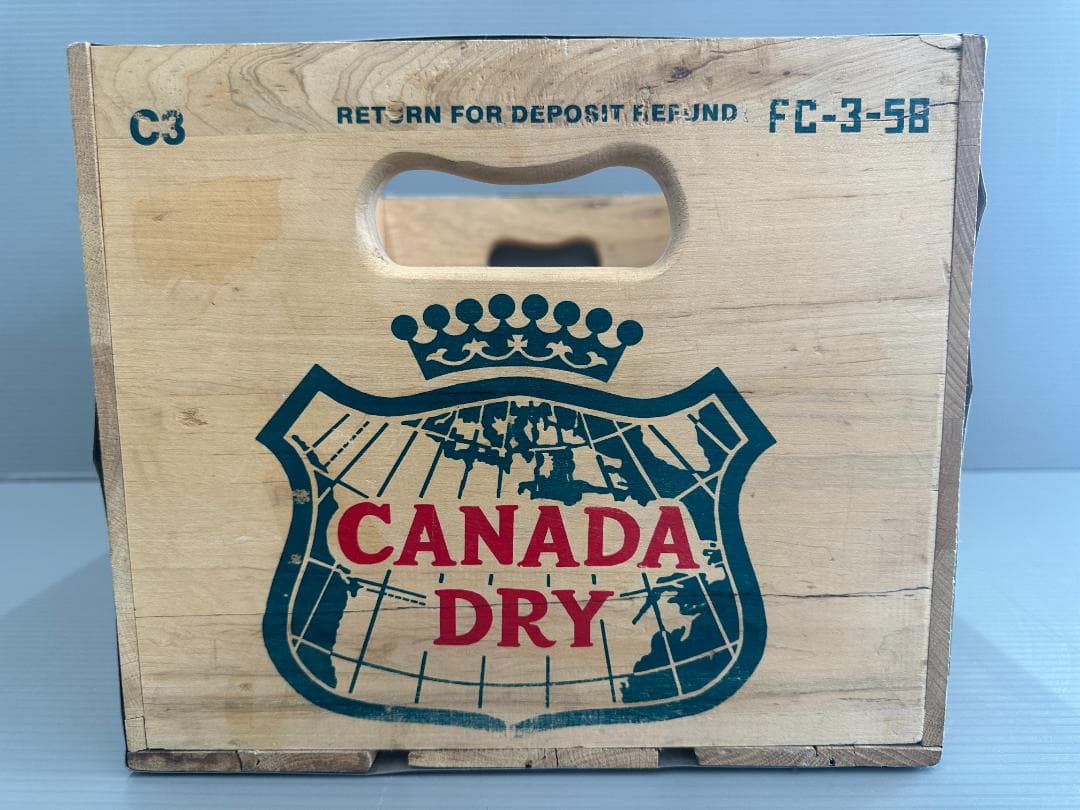 C3
RETURN FOR DEPOSIT REFUND
FC-3-58
CANADA
DRY